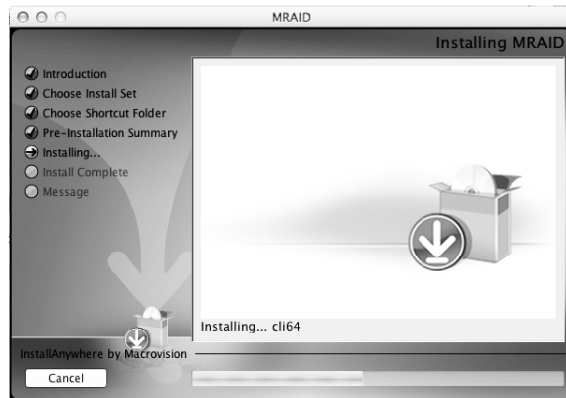 MRAID
Installing MRAID
Introduction
Choose Install Set
Choose Shortcut Folder
Pre-Installation Summary
Installing...
Install Complete
Message
Installing... cli64
InstallAnywhere by Macrovision
Cancel